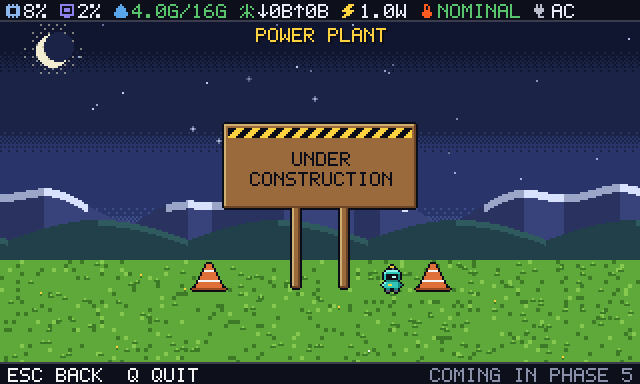 8% 2% 4.0G/16G ↓0B↑0B 1.0W NOMINAL AC
POWER PLANT
UNDER
CONSTRUCTION
ESC BACK Q QUIT COMING IN PHASE 5